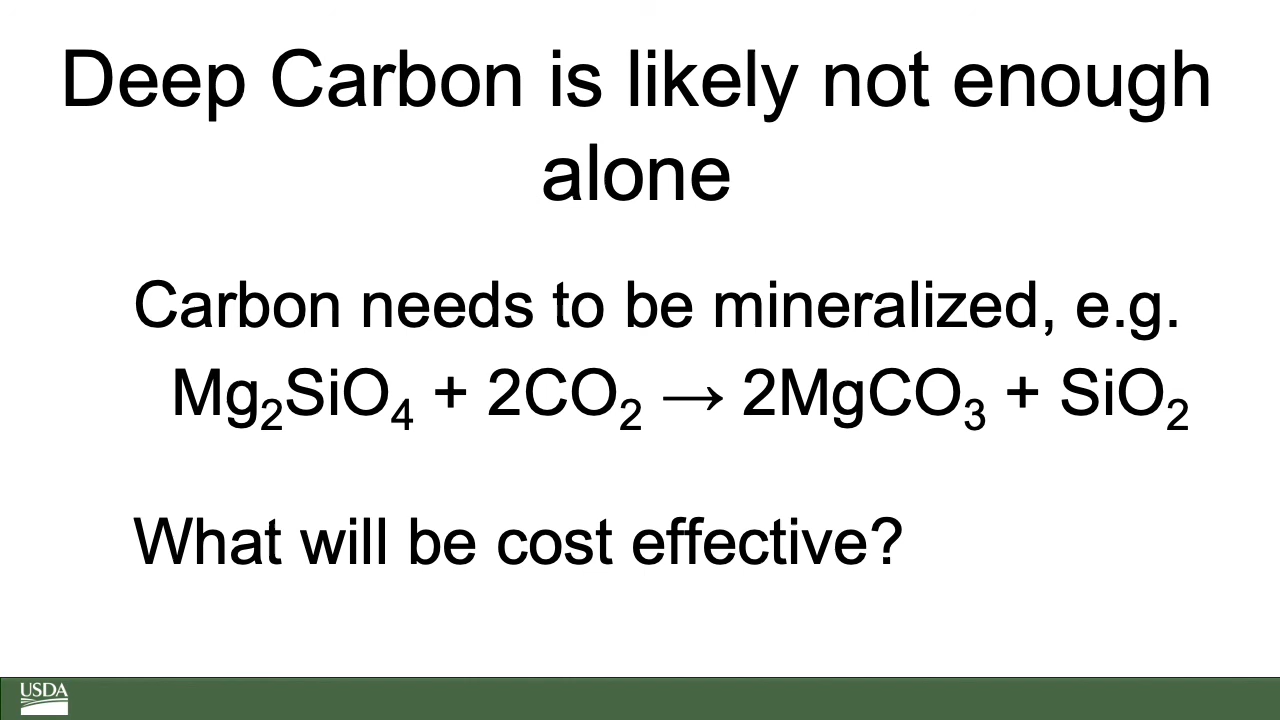 Deep Carbon is likely not enough
alone
Carbon needs to be mineralized, e.g.
Mg₂SiO₄ + 2CO₂ → 2MgCO₃ + SiO₂
What will be cost effective?
USDA